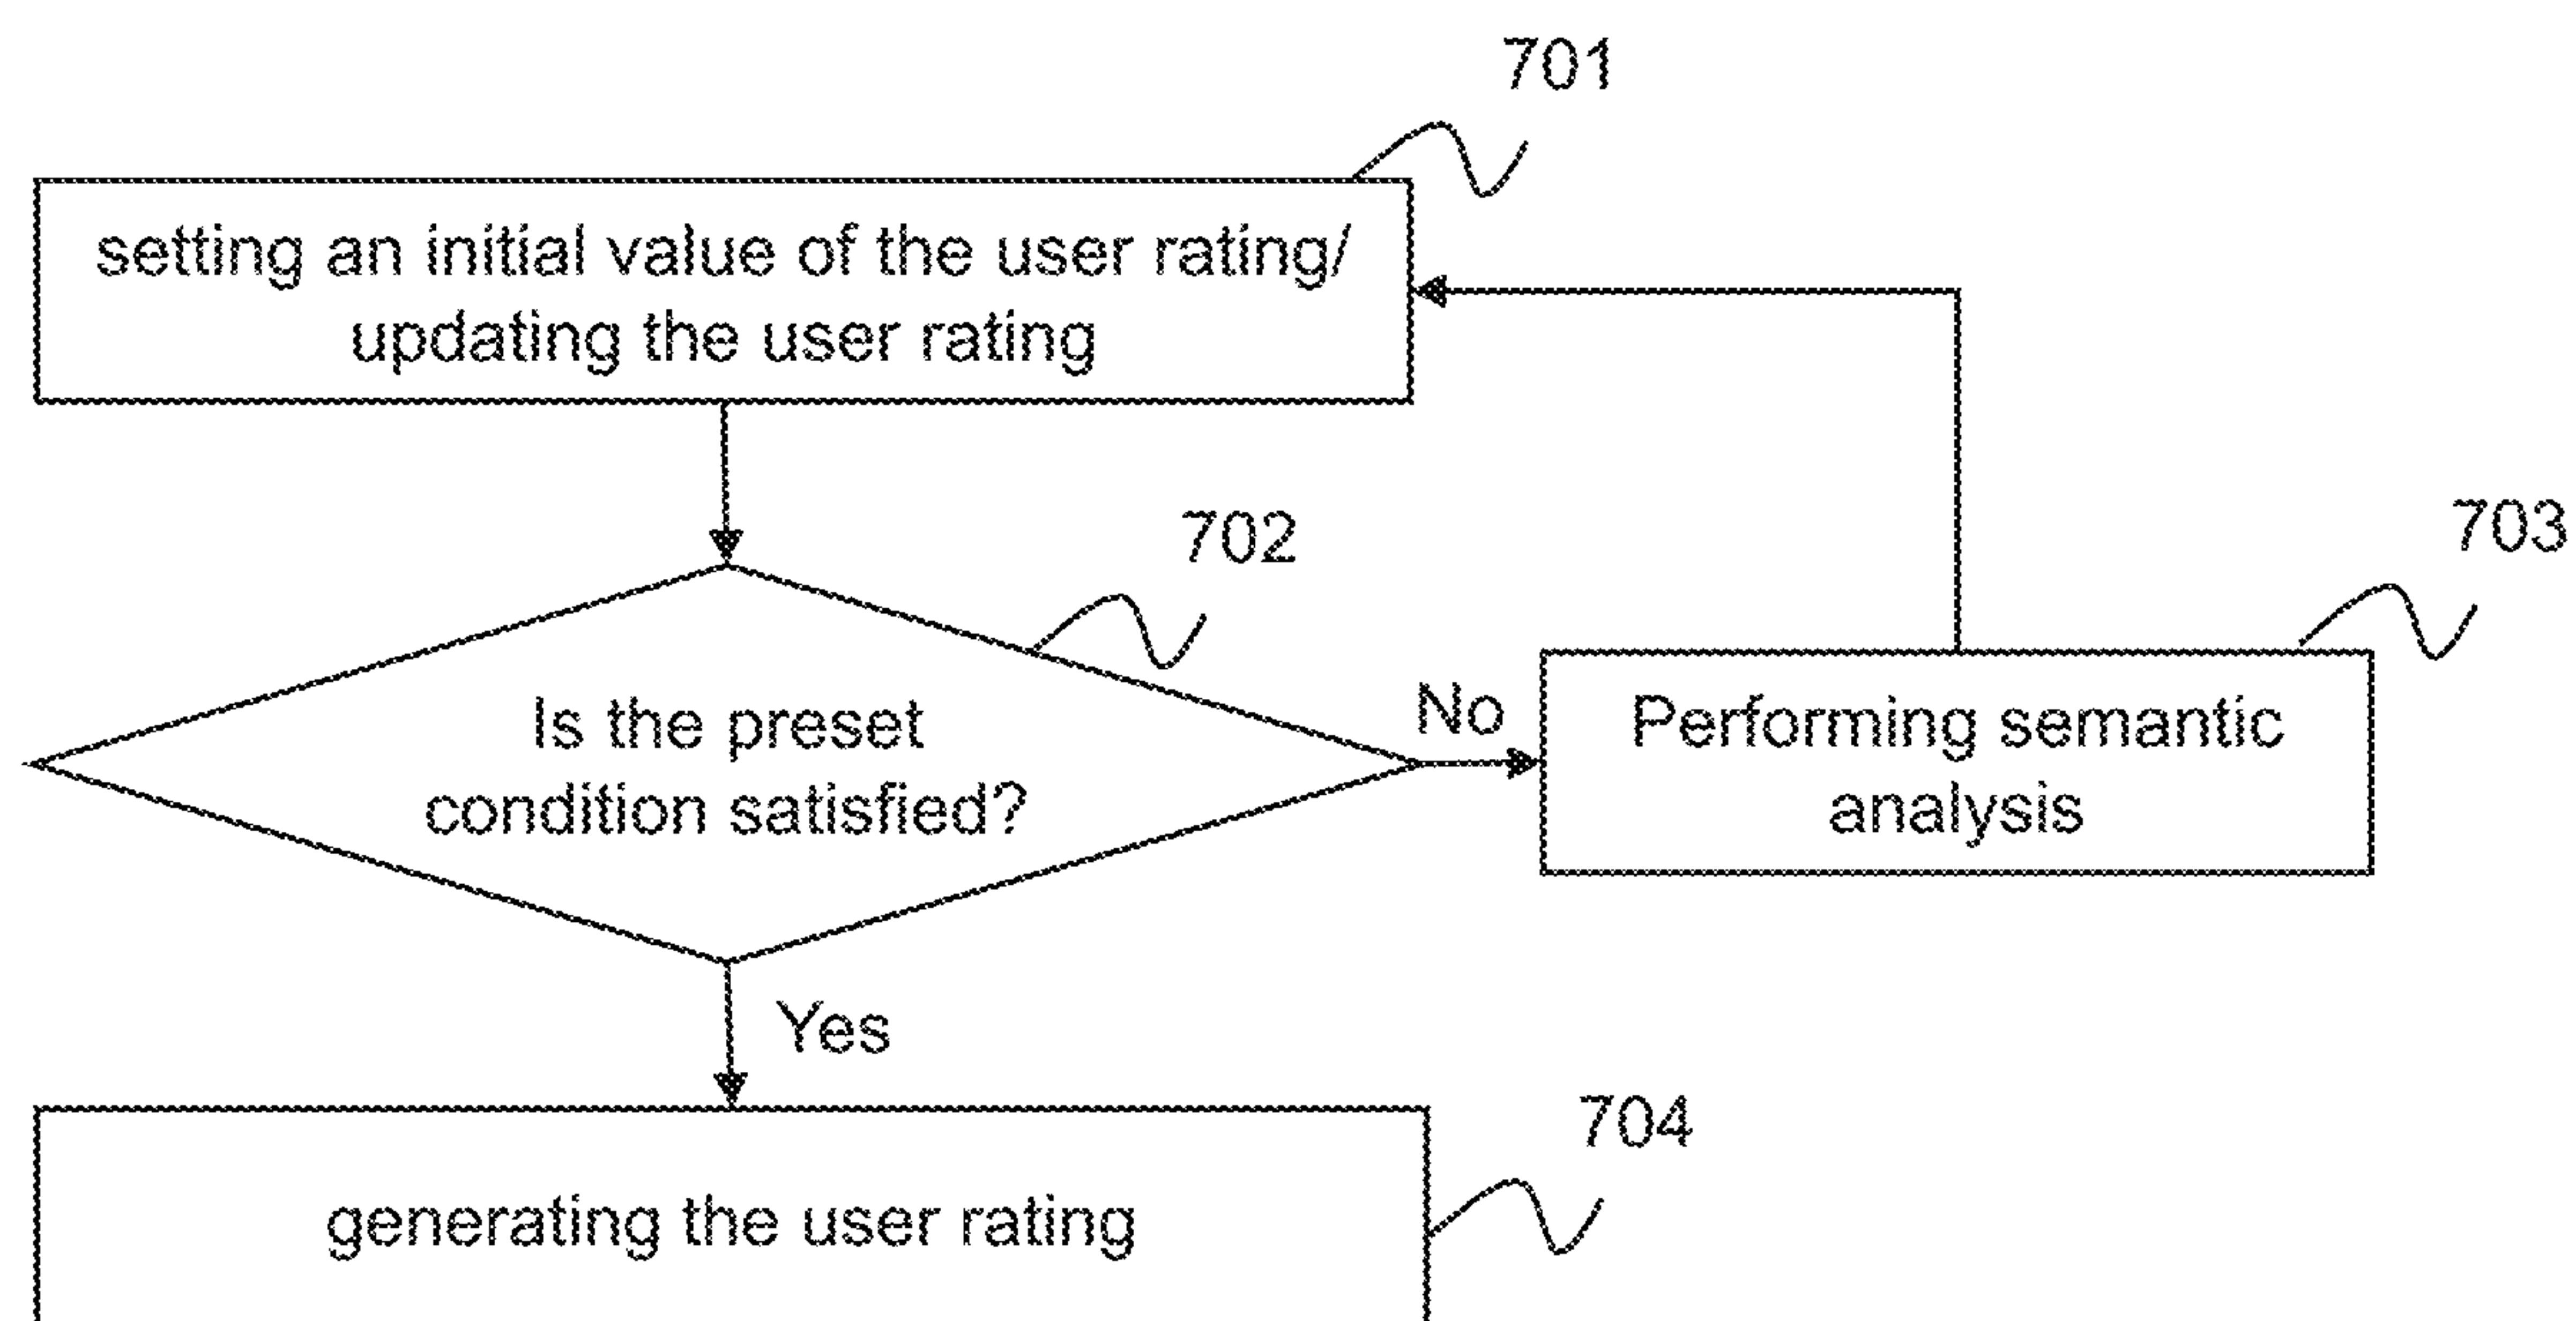 701
setting an initial value of the user rating/
updating the user rating
702
703
Is the preset
condition satisfied?
No
Performing semantic
analysis
Yes
704
generating the user rating